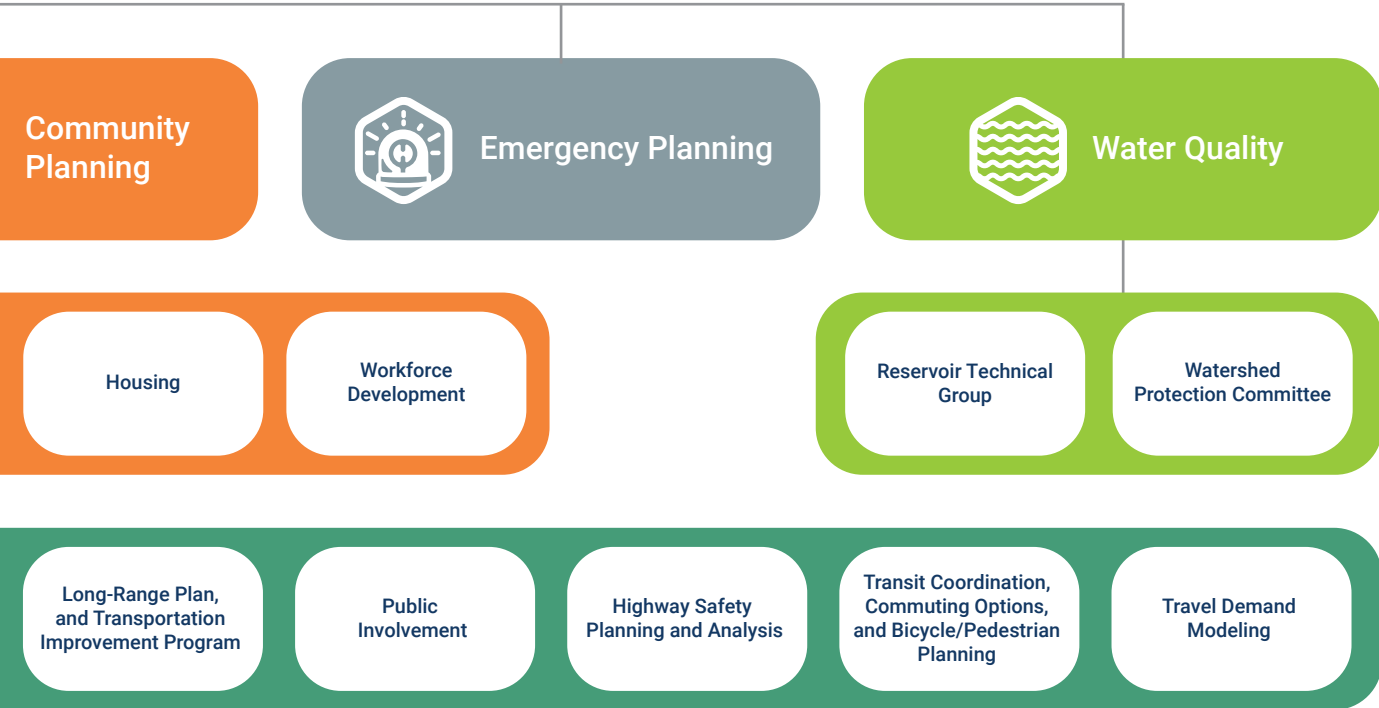 Community
Planning
Emergency Planning
Water Quality
Housing
Workforce
Development
Reservoir Technical
Group
Watershed
Protection Committee
Long-Range Plan,
and Transportation
Improvement Program
Public
Involvement
Highway Safety
Planning and Analysis
Transit Coordination,
Commuting Options,
and Bicycle/Pedestrian
Planning
Travel Demand
Modeling